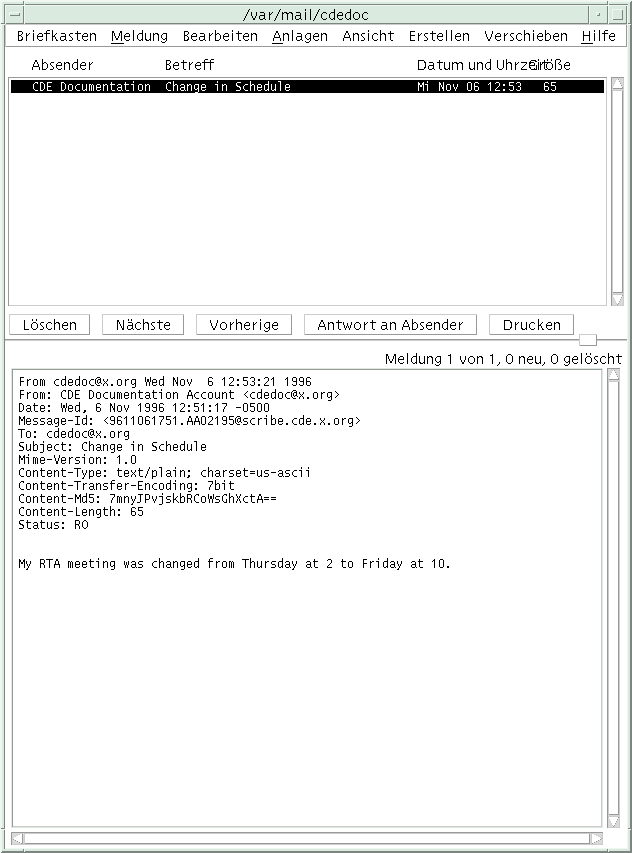 /var/mail/cdedoc
Briefkasten Meldung Bearbeiten Anlagen Ansicht Erstellen Verschieben Hilfe
Absender Betreff Datum und Uhrzeit Größe
CDE Documentation Change in Schedule Mi Nov 06 12:53 65
Löschen Nächste Vorherige Antwort an Absender Drucken
Meldung 1 von 1, 0 neu, 0 gelöscht
From cdedoc@x.org Wed Nov  6 12:53:21 1996
From: CDE Documentation Account <cdedoc@x.org>
Date: Wed, 6 Nov 1996 12:51:17 -0500
Message-Id: <9611061751.AA02195@scribe.cde.x.org>
To: cdedoc@x.org
Subject: Change in Schedule
Mime-Version: 1.0
Content-Type: text/plain; charset=us-ascii
Content-Transfer-Encoding: 7bit
Content-Md5: 7mnyJPvjskbRCoWsGhXctA==
Content-Length: 65
Status: RO
My RTA meeting was changed from Thursday at 2 to Friday at 10.